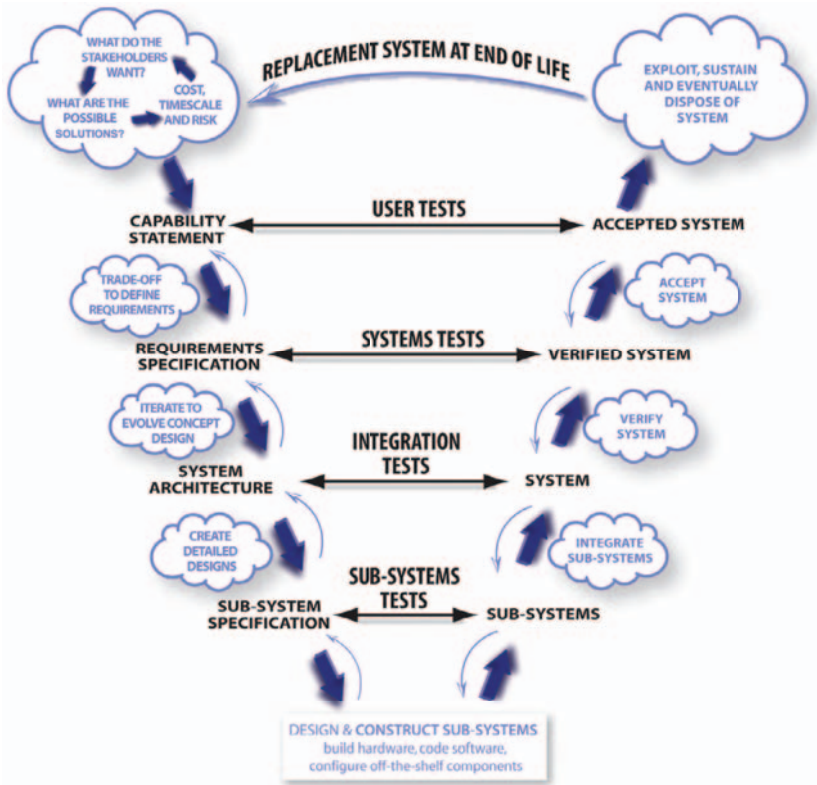 WHAT DO THE
STAKEHOLDERS
WANT?
COST,
TIMESCALE
AND RISK
WHAT ARE THE
POSSIBLE
SOLUTIONS?
REPLACEMENT SYSTEM AT END OF LIFE
EXPLOIT, SUSTAIN
AND EVENTUALLY
DISPOSE OF
SYSTEM
CAPABILITY
STATEMENT
USER TESTS
ACCEPTED SYSTEM
TRADE-OFF
TO DEFINE
REQUIREMENTS
ACCEPT
SYSTEM
REQUIREMENTS
SPECIFICATION
SYSTEMS TESTS
VERIFIED SYSTEM
ITERATE TO
EVOLVE CONCEPT
DESIGN
VERIFY
SYSTEM
SYSTEM
ARCHITECTURE
INTEGRATION
TESTS
SYSTEM
CREATE
DETAILED
DESIGNS
INTEGRATE
SUB-SYSTEMS
SUB-SYSTEM
SPECIFICATION
SUB-SYSTEMS
TESTS
SUB-SYSTEMS
DESIGN & CONSTRUCT SUB-SYSTEMS
build hardware, code software,
configure off-the-shelf components